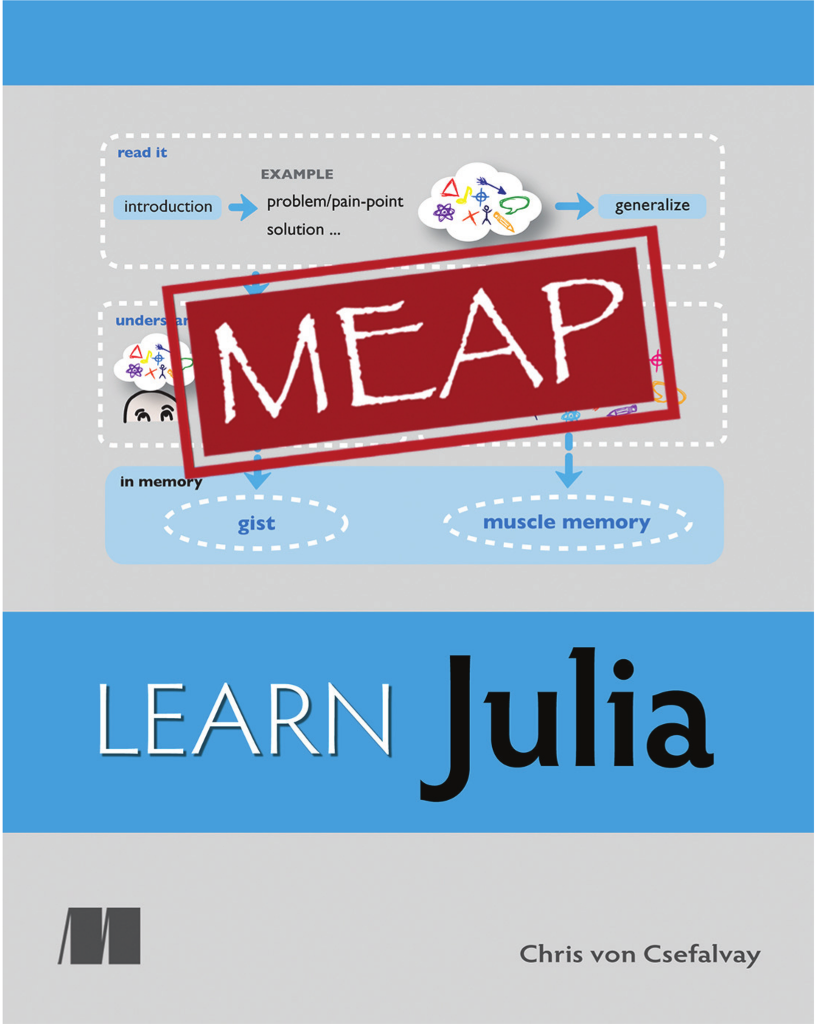 read it
EXAMPLE
introduction
problem/pain-point
generalize
solution ...
MEAP
in memory
gist
muscle memory
LEARN Julia
Chris von Csefalvay